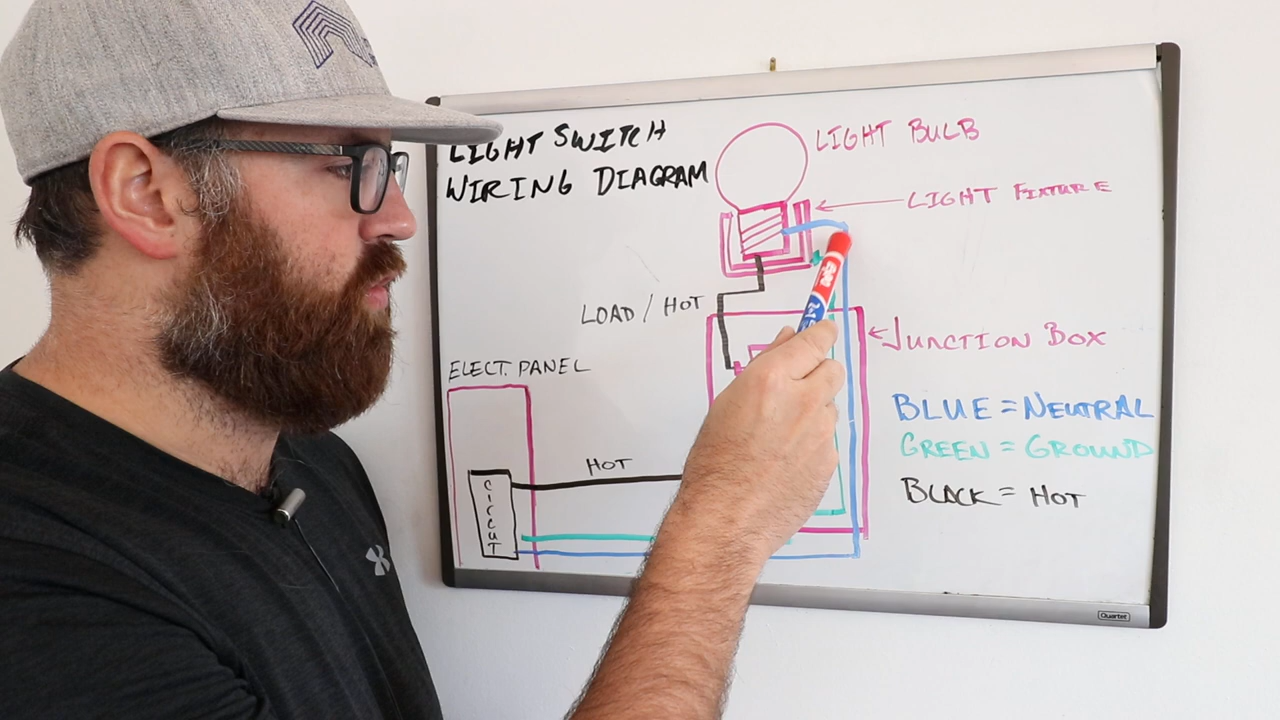 LIGHT SWITCH
WIRING DIAGRAM
LIGHT BULB
LIGHT FIXTURE
LOAD / HOT
JUNCTION BOX
ELECT. PANEL
BLUE = NEUTRAL
GREEN = GROUND
BLACK = HOT
HOT
CICCUT
Quartet